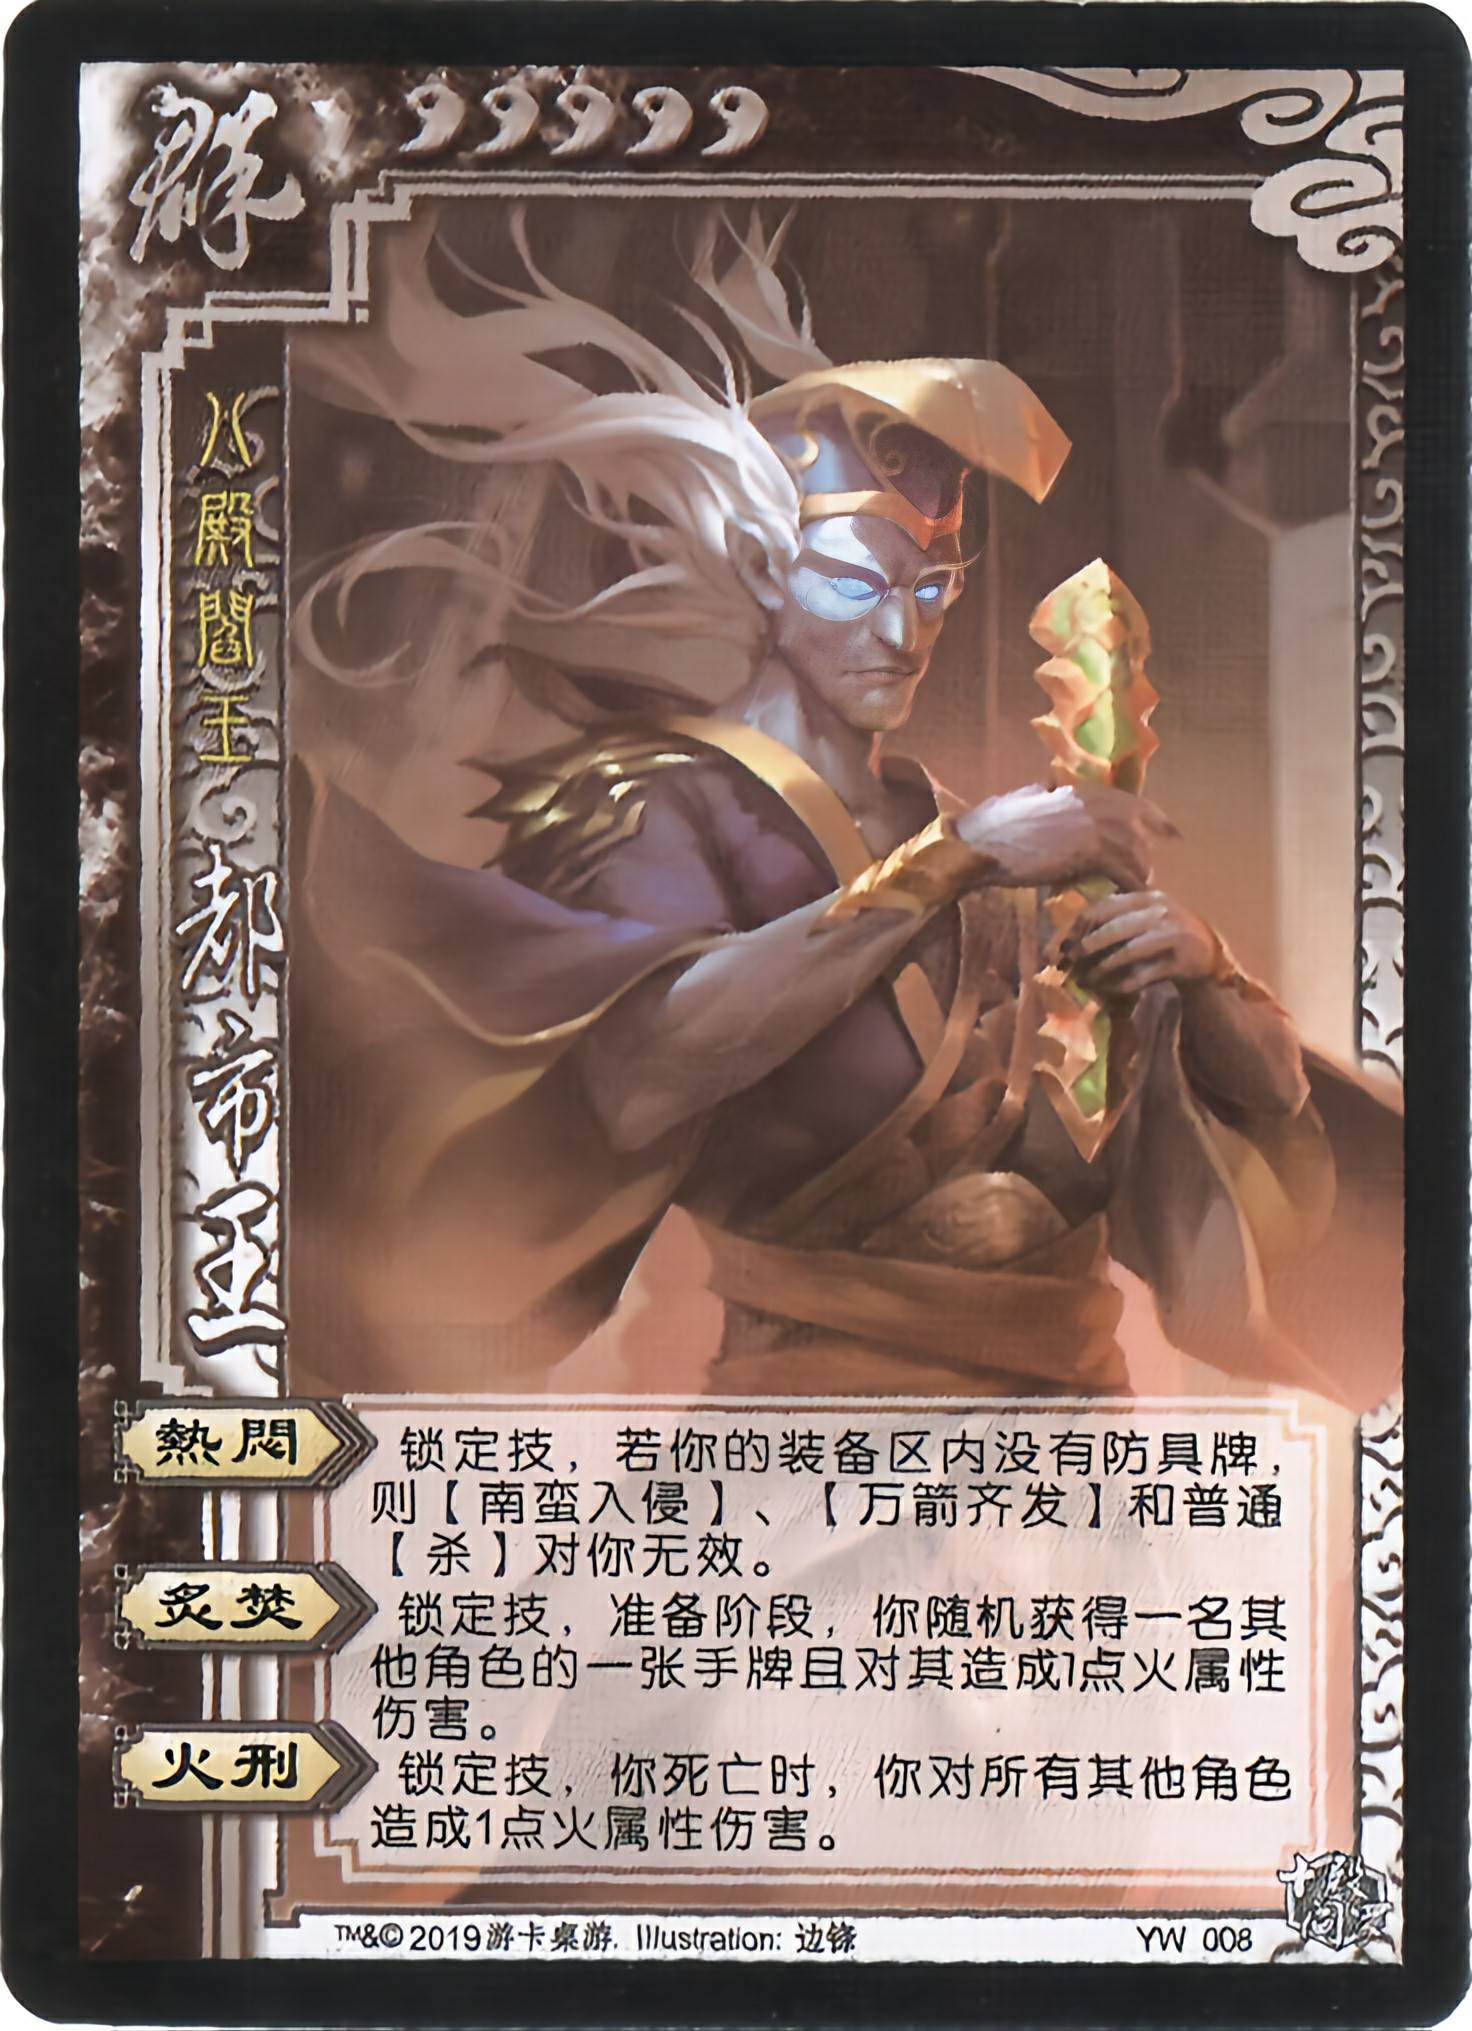 群
八殿阎王
都市王
熱悶
锁定技，若你的装备区内没有防具牌，
则【南蛮入侵】、【万箭齐发】和普通
【杀】对你无效。
炙焚
锁定技，准备阶段，你随机获得一名其
他角色的一张手牌且对其造成1点火属性
伤害。
火刑
锁定技，你死亡时，你对所有其他角色
造成1点火属性伤害。
™&© 2019游卡桌游. Illustration: 边锋
YW 008